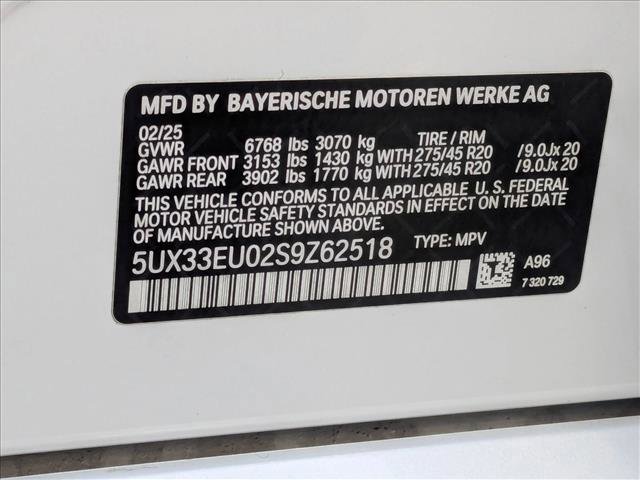 MFD BY BAYERISCHE MOTOREN WERKE AG
02/25
GVWR 6768 lbs 3070 kg TIRE / RIM
GAWR FRONT 3153 lbs 1430 kg WITH 275/45 R20 /9.0Jx 20
GAWR REAR 3902 lbs 1770 kg WITH 275/45 R20 /9.0Jx 20
THIS VEHICLE CONFORMS TO ALL APPLICABLE U.S. FEDERAL
MOTOR VEHICLE SAFETY STANDARDS IN EFFECT ON THE DATE
OF MANUFACTURE SHOWN ABOVE.
5UX33EU02S9Z62518 TYPE: MPV
A96
7 320 729